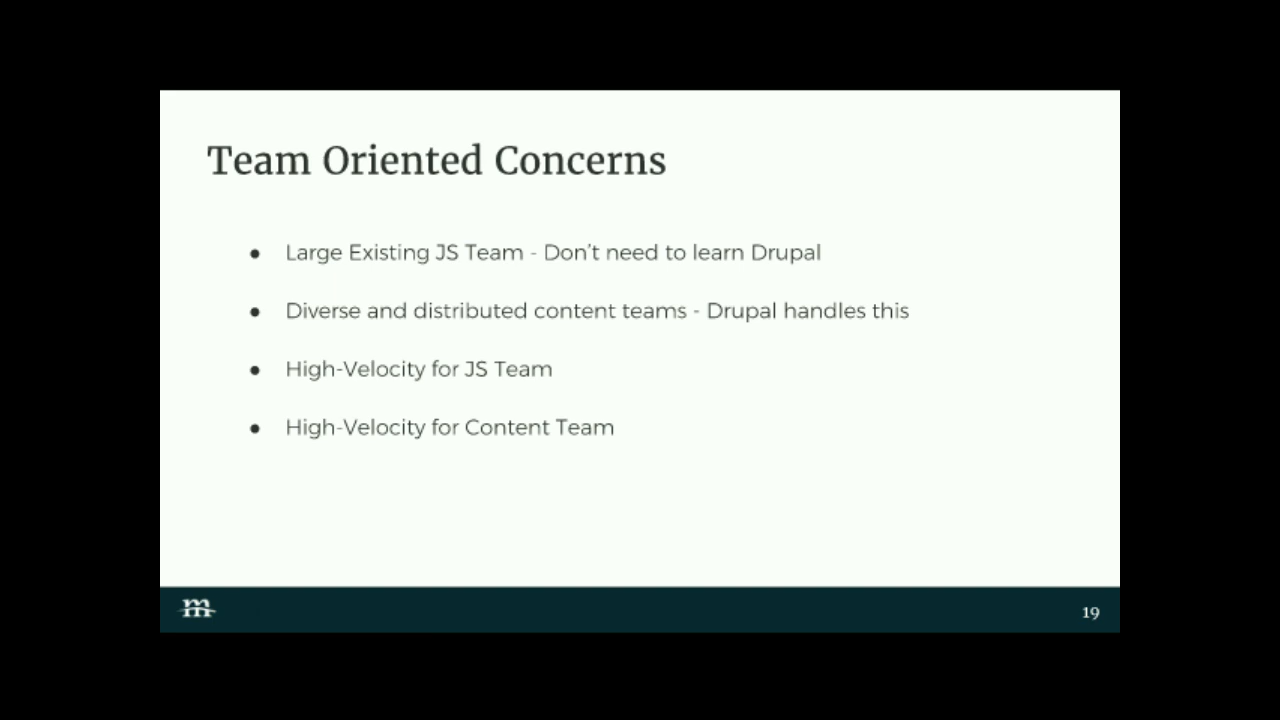 Team Oriented Concerns
● Large Existing JS Team - Don't need to learn Drupal
● Diverse and distributed content teams - Drupal handles this
● High-Velocity for JS Team
● High-Velocity for Content Team
m
19